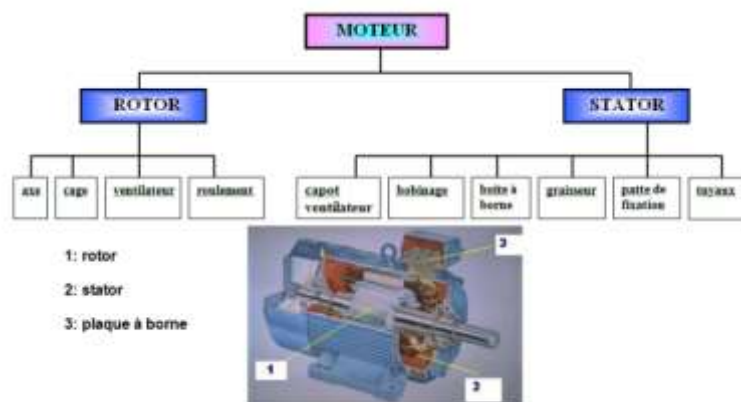 MOTEUR
ROTOR
STATOR
axe
cage
ventilateur
roulement
capot
ventilateur
bobinage
boite à
borne
graisseur
patte de
fixation
tuyaux
1: rotor
2: stator
3: plaque à borne
3
1